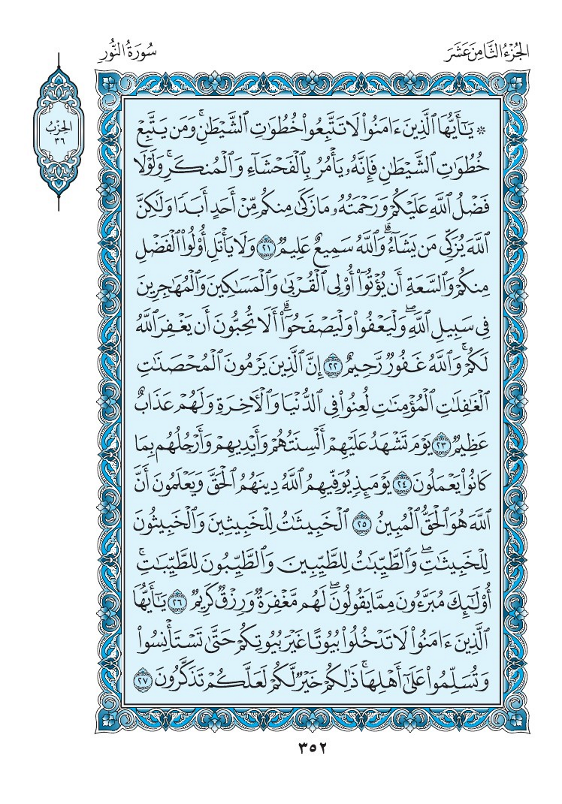 سُورَةُ النُّورِ
الجُزْءُ الثَّامِنَ عَشَرَ
الحِزْبُ
٣٦
۞ يَٰٓأَيُّهَا ٱلَّذِينَ ءَامَنُوا۟ لَا تَتَّبِعُوا۟ خُطُوَٰتِ ٱلشَّيْطَٰنِ ۚ وَمَن يَتَّبِعْ
خُطُوَٰتِ ٱلشَّيْطَٰنِ فَإِنَّهُۥ يَأْمُرُ بِٱلْفَحْشَآءِ وَٱلْمُنكَرِ ۚ وَلَوْلَا
فَضْلُ ٱللَّهِ عَلَيْكُمْ وَرَحْمَتُهُۥ مَا زَكَىٰ مِنكُم مِّنْ أَحَدٍ أَبَدًا وَلَٰكِنَّ
ٱللَّهَ يُزَكِّى مَن يَشَآءُ ۗ وَٱللَّهُ سَمِيعٌ عَلِيمٌ ٢١ وَلَا يَأْتَلِ أُو۟لُوا۟ ٱلْفَضْلِ
مِنكُمْ وَٱلسَّعَةِ أَن يُؤْتُوٓا۟ أُو۟لِى ٱلْقُرْبَىٰ وَٱلْمَسَٰكِينَ وَٱلْمُهَٰجِرِينَ
فِى سَبِيلِ ٱللَّهِ ۖ وَلْيَعْفُوا۟ وَلْيَصْفَحُوٓا۟ ۗ أَلَا تُحِبُّونَ أَن يَغْفِرَ ٱللَّهُ
لَكُمْ ۗ وَٱللَّهُ غَفُورٌ رَّحِيمٌ ٢٢ إِنَّ ٱلَّذِينَ يَرْمُونَ ٱلْمُحْصَنَٰتِ
ٱلْغَٰفِلَٰتِ ٱلْمُؤْمِنَٰتِ لُعِنُوا۟ فِى ٱلدُّنْيَا وَٱلْءَاخِرَةِ وَلَهُمْ عَذَابٌ
عَظِيمٌ ٢٣ يَوْمَ تَشْهَدُ عَلَيْهِمْ أَلْسِنَتُهُمْ وَأَيْدِيهِمْ وَأَرْجُلُهُم بِمَا
كَانُوا۟ يَعْمَلُونَ ٢٤ يَوْمَئِذٍ يُوَفِّيهِمُ ٱللَّهُ دِينَهُمُ ٱلْحَقَّ وَيَعْلَمُونَ أَنَّ
ٱللَّهَ هُوَ ٱلْحَقُّ ٱلْمُبِينُ ٢٥ ٱلْخَبِيثَٰتُ لِلْخَبِيثِينَ وَٱلْخَبِيثُونَ
لِلْخَبِيثَٰتِ ۖ وَٱلطَّيِّبَٰتُ لِلطَّيِّبِينَ وَٱلطَّيِّبُونَ لِلطَّيِّبَٰتِ ۚ
أُو۟لَٰٓئِكَ مُبَرَّءُونَ مِمَّا يَقُولُونَ ۖ لَهُم مَّغْفِرَةٌ وَرِزْقٌ كَرِيمٌ ٢٦ يَٰٓأَيُّهَا
ٱلَّذِينَ ءَامَنُوا۟ لَا تَدْخُلُوا۟ بُيُوتًا غَيْرَ بُيُوتِكُمْ حَتَّىٰ تَسْتَأْنِسُوا۟
وَتُسَلِّمُوا۟ عَلَىٰٓ أَهْلِهَا ۚ ذَٰلِكُمْ خَيْرٌ لَّكُمْ لَعَلَّكُمْ تَذَكَّرُونَ ٢٧
٣٥٢